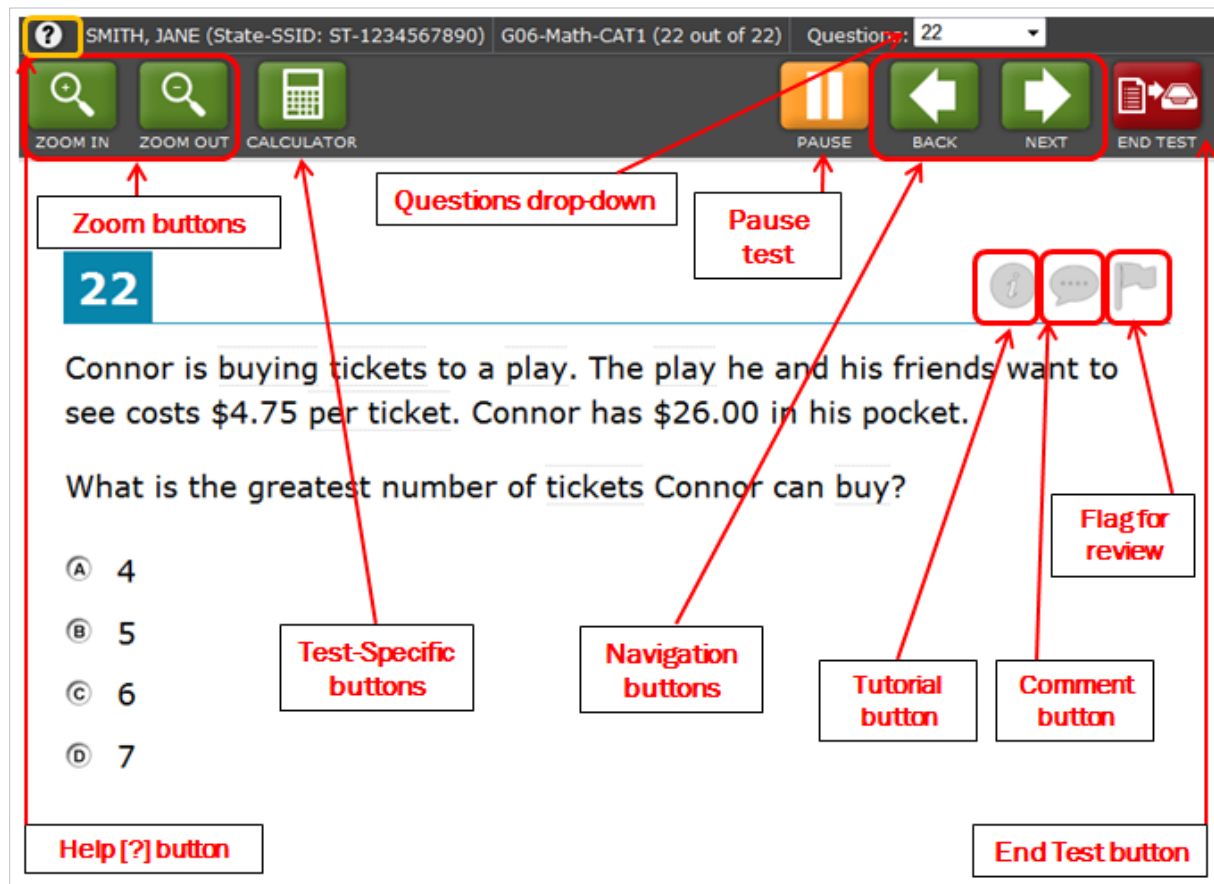 ? SMITH, JANE (State-SSID: ST-1234567890) G06-Math-CAT1 (22 out of 22) Questions: 22
ZOOM IN ZOOM OUT CALCULATOR PAUSE BACK NEXT END TEST
Questions drop-down
Zoom buttons
Pause
test
22
i
Connor is buying tickets to a play. The play he and his friends want to
see costs $4.75 per ticket. Connor has $26.00 in his pocket.
What is the greatest number of tickets Connor can buy?
Flag for
review
A 4
B 5
C 6
D 7
Test-Specific
buttons
Navigation
buttons
Tutorial
button
Comment
button
Help [?] button
End Test button